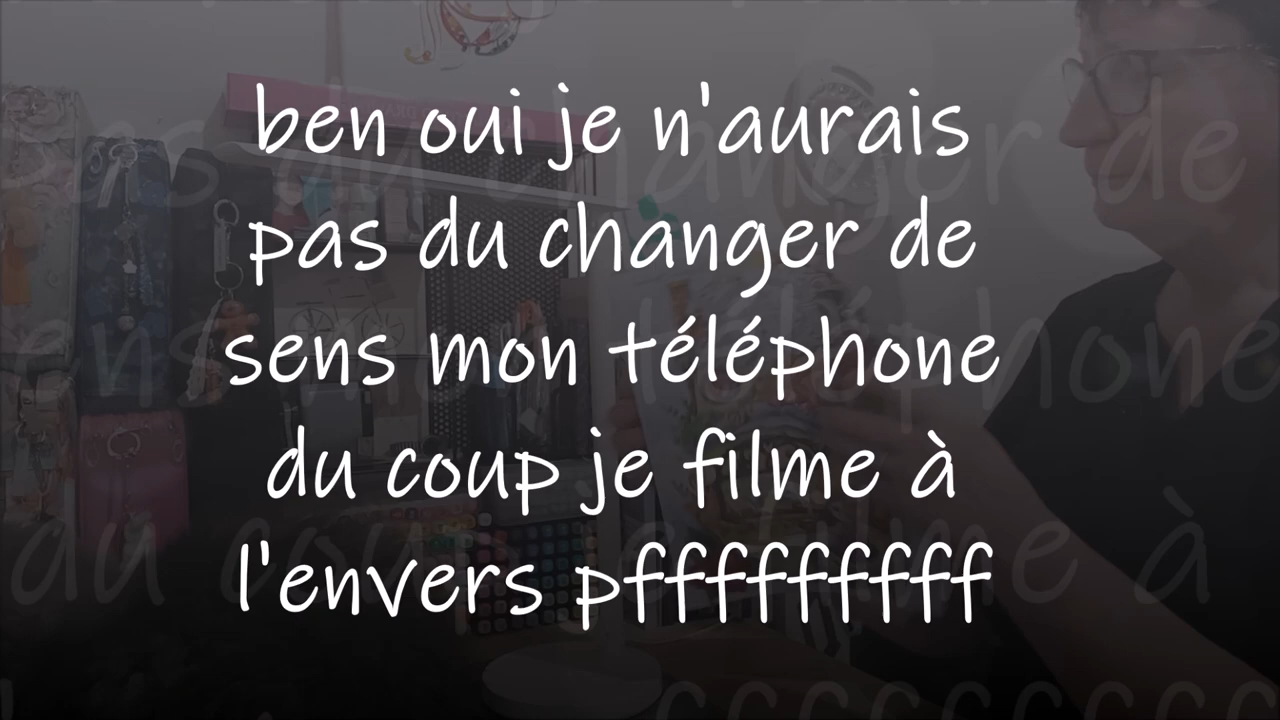 ben oui je n'aurais
pas du changer de
sens mon téléphone
du coup je filme à
l'envers pfffffffff